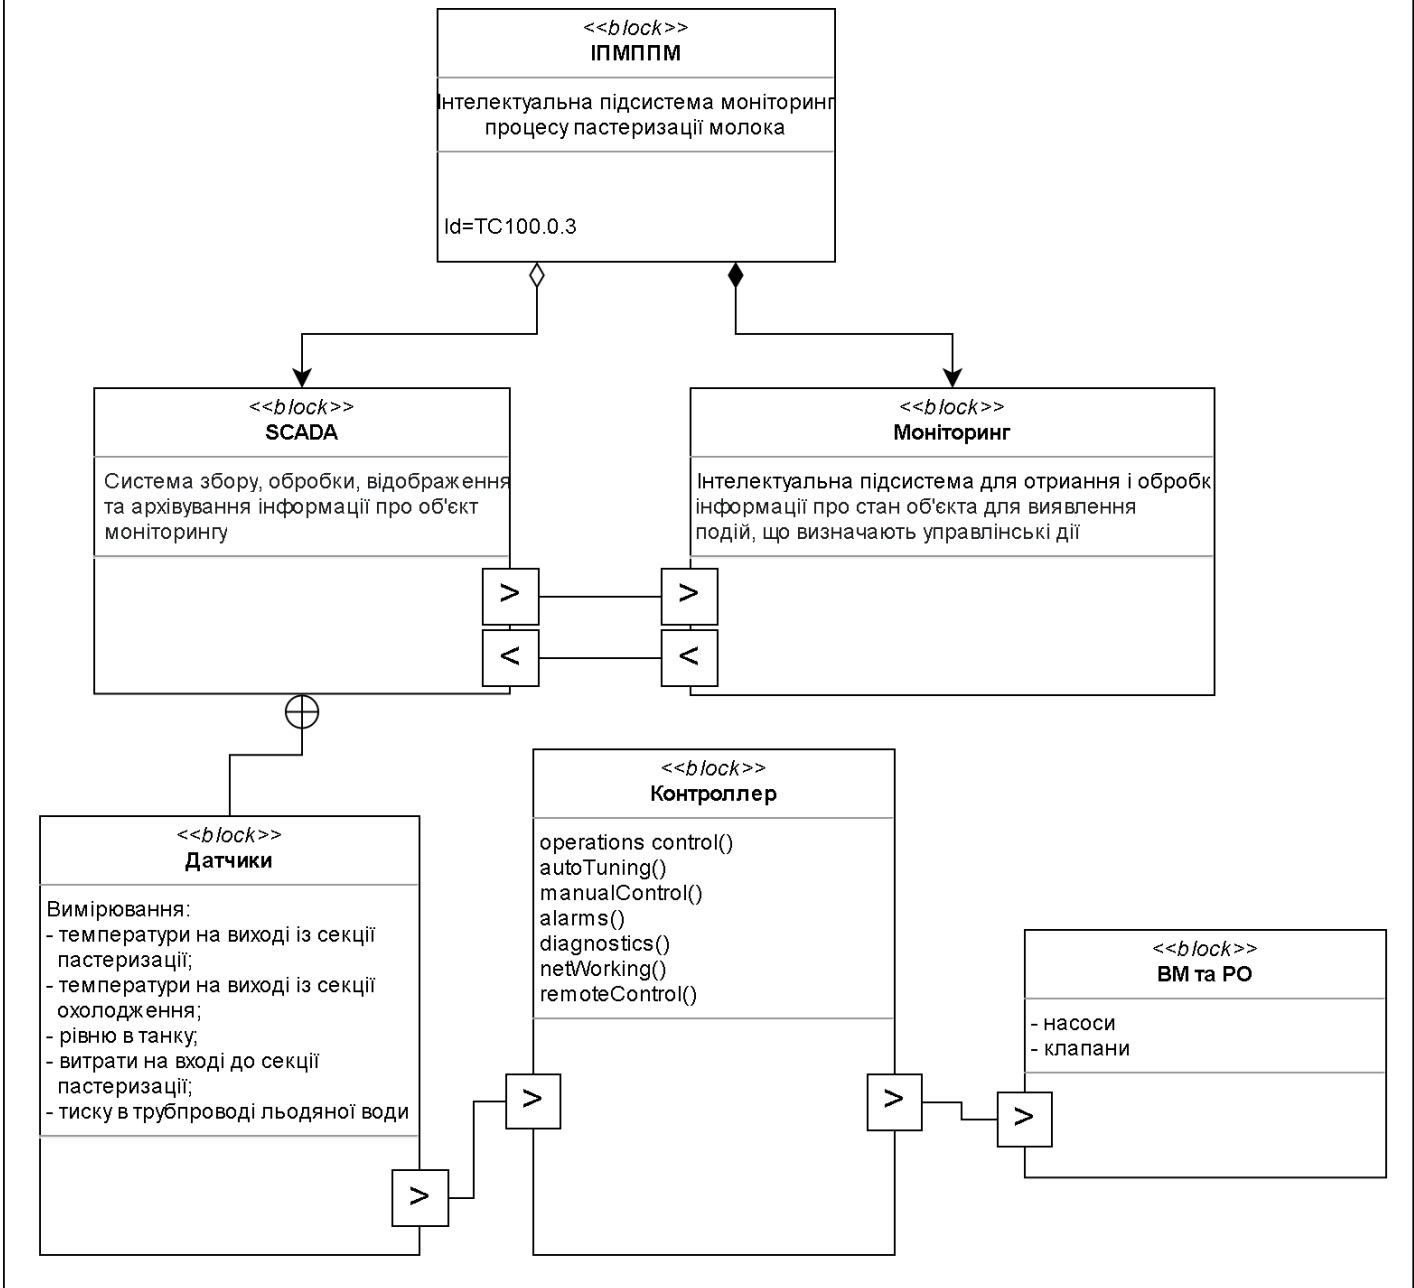 <<block>>
ІПМППМ
Інтелектуальна підсистема моніторинг
процесу пастеризації молока
Id=TC100.0.3
<<block>>
SCADA
Система збору, обробки, відображення
та архівування інформації про об'єкт
моніторингу
<<block>>
Моніторинг
Інтелектуальна підсистема для отриання і обробк
інформації про стан об'єкта для виявлення
подій, що визначають управлінські дії
>
>
<
<
<<block>>
Датчики
Вимірювання:
- температури на виході із секції
пастеризації;
- температури на виході із секції
охолодження;
- рівню в танку;
- витрати на вході до секції
пастеризації;
- тиску в трубпроводі льодяної води
>
<<block>>
Контроллер
operations control()
autoTuning()
manualControl()
alarms()
diagnostics()
netWorking()
remoteControl()
>
>
<<block>>
ВМ та РО
- насоси
- клапани
>